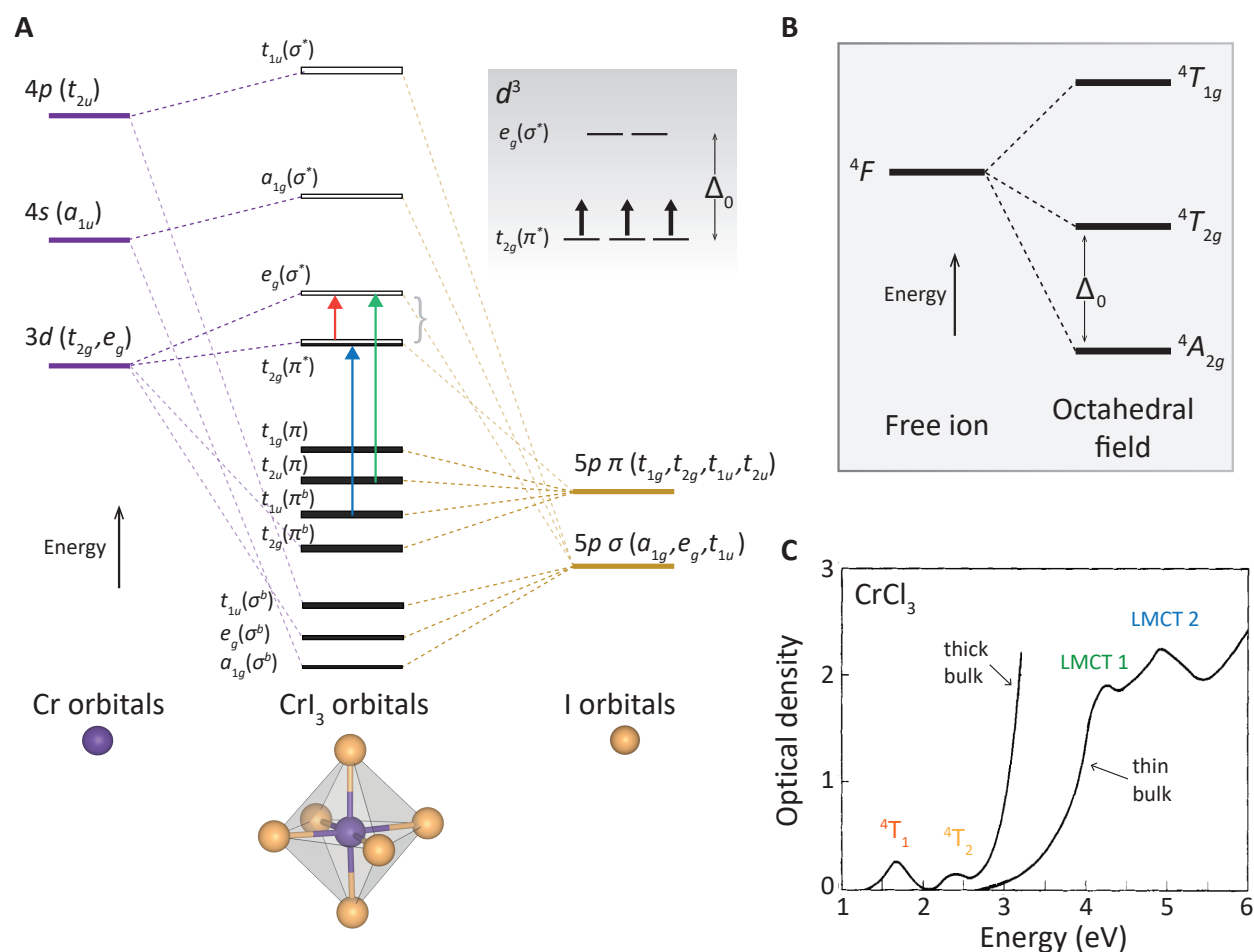 A
4p (t2u)
4s (a1u)
3d (t2g,eg)
t1u(σ*)
a1g(σ*)
eg(σ*)
t2g(π*)
t1g(π)
t2u(π)
t1u(πb)
t2g(πb)
t1u(σb)
eg(σb)
a1g(σb)
5p π (t1g,t2g,t1u,t2u)
5p σ (a1g,eg,t1u)
Energy
}
d3
eg(σ*)
Δ0
t2g(π*)
Cr orbitals
CrI3 orbitals
I orbitals
B
4T1g
4F
4T2g
Energy
Δ0
4A2g
Free ion
Octahedral
field
C
CrCl3
3
2
1
0
Optical density
LMCT 2
LMCT 1
thick
bulk
thin
bulk
4T1
4T2
1 2 3 4 5 6
Energy (eV)